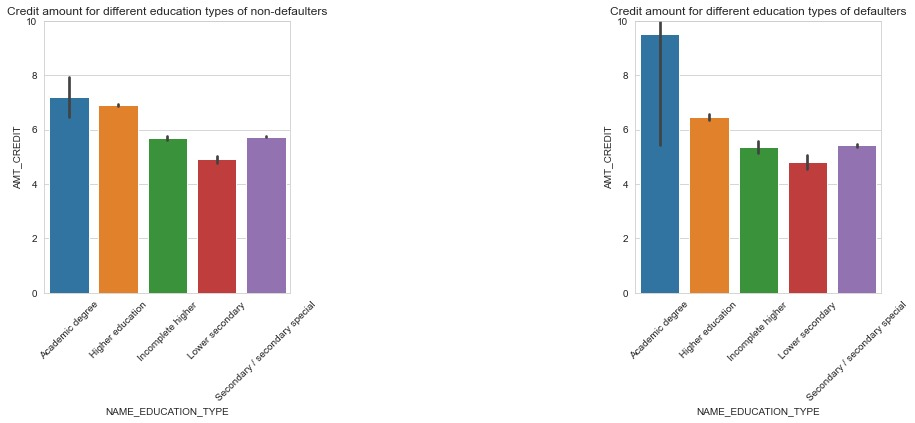 Credit amount for different education types of non-defaulters
10
8
6
4
2
0
AMT_CREDIT
Academic degree
Higher education
Incomplete higher
Lower secondary
Secondary / secondary special
NAME_EDUCATION_TYPE
Credit amount for different education types of defaulters
10
8
6
4
2
0
AMT_CREDIT
Academic degree
Higher education
Incomplete higher
Lower secondary
Secondary / secondary special
NAME_EDUCATION_TYPE